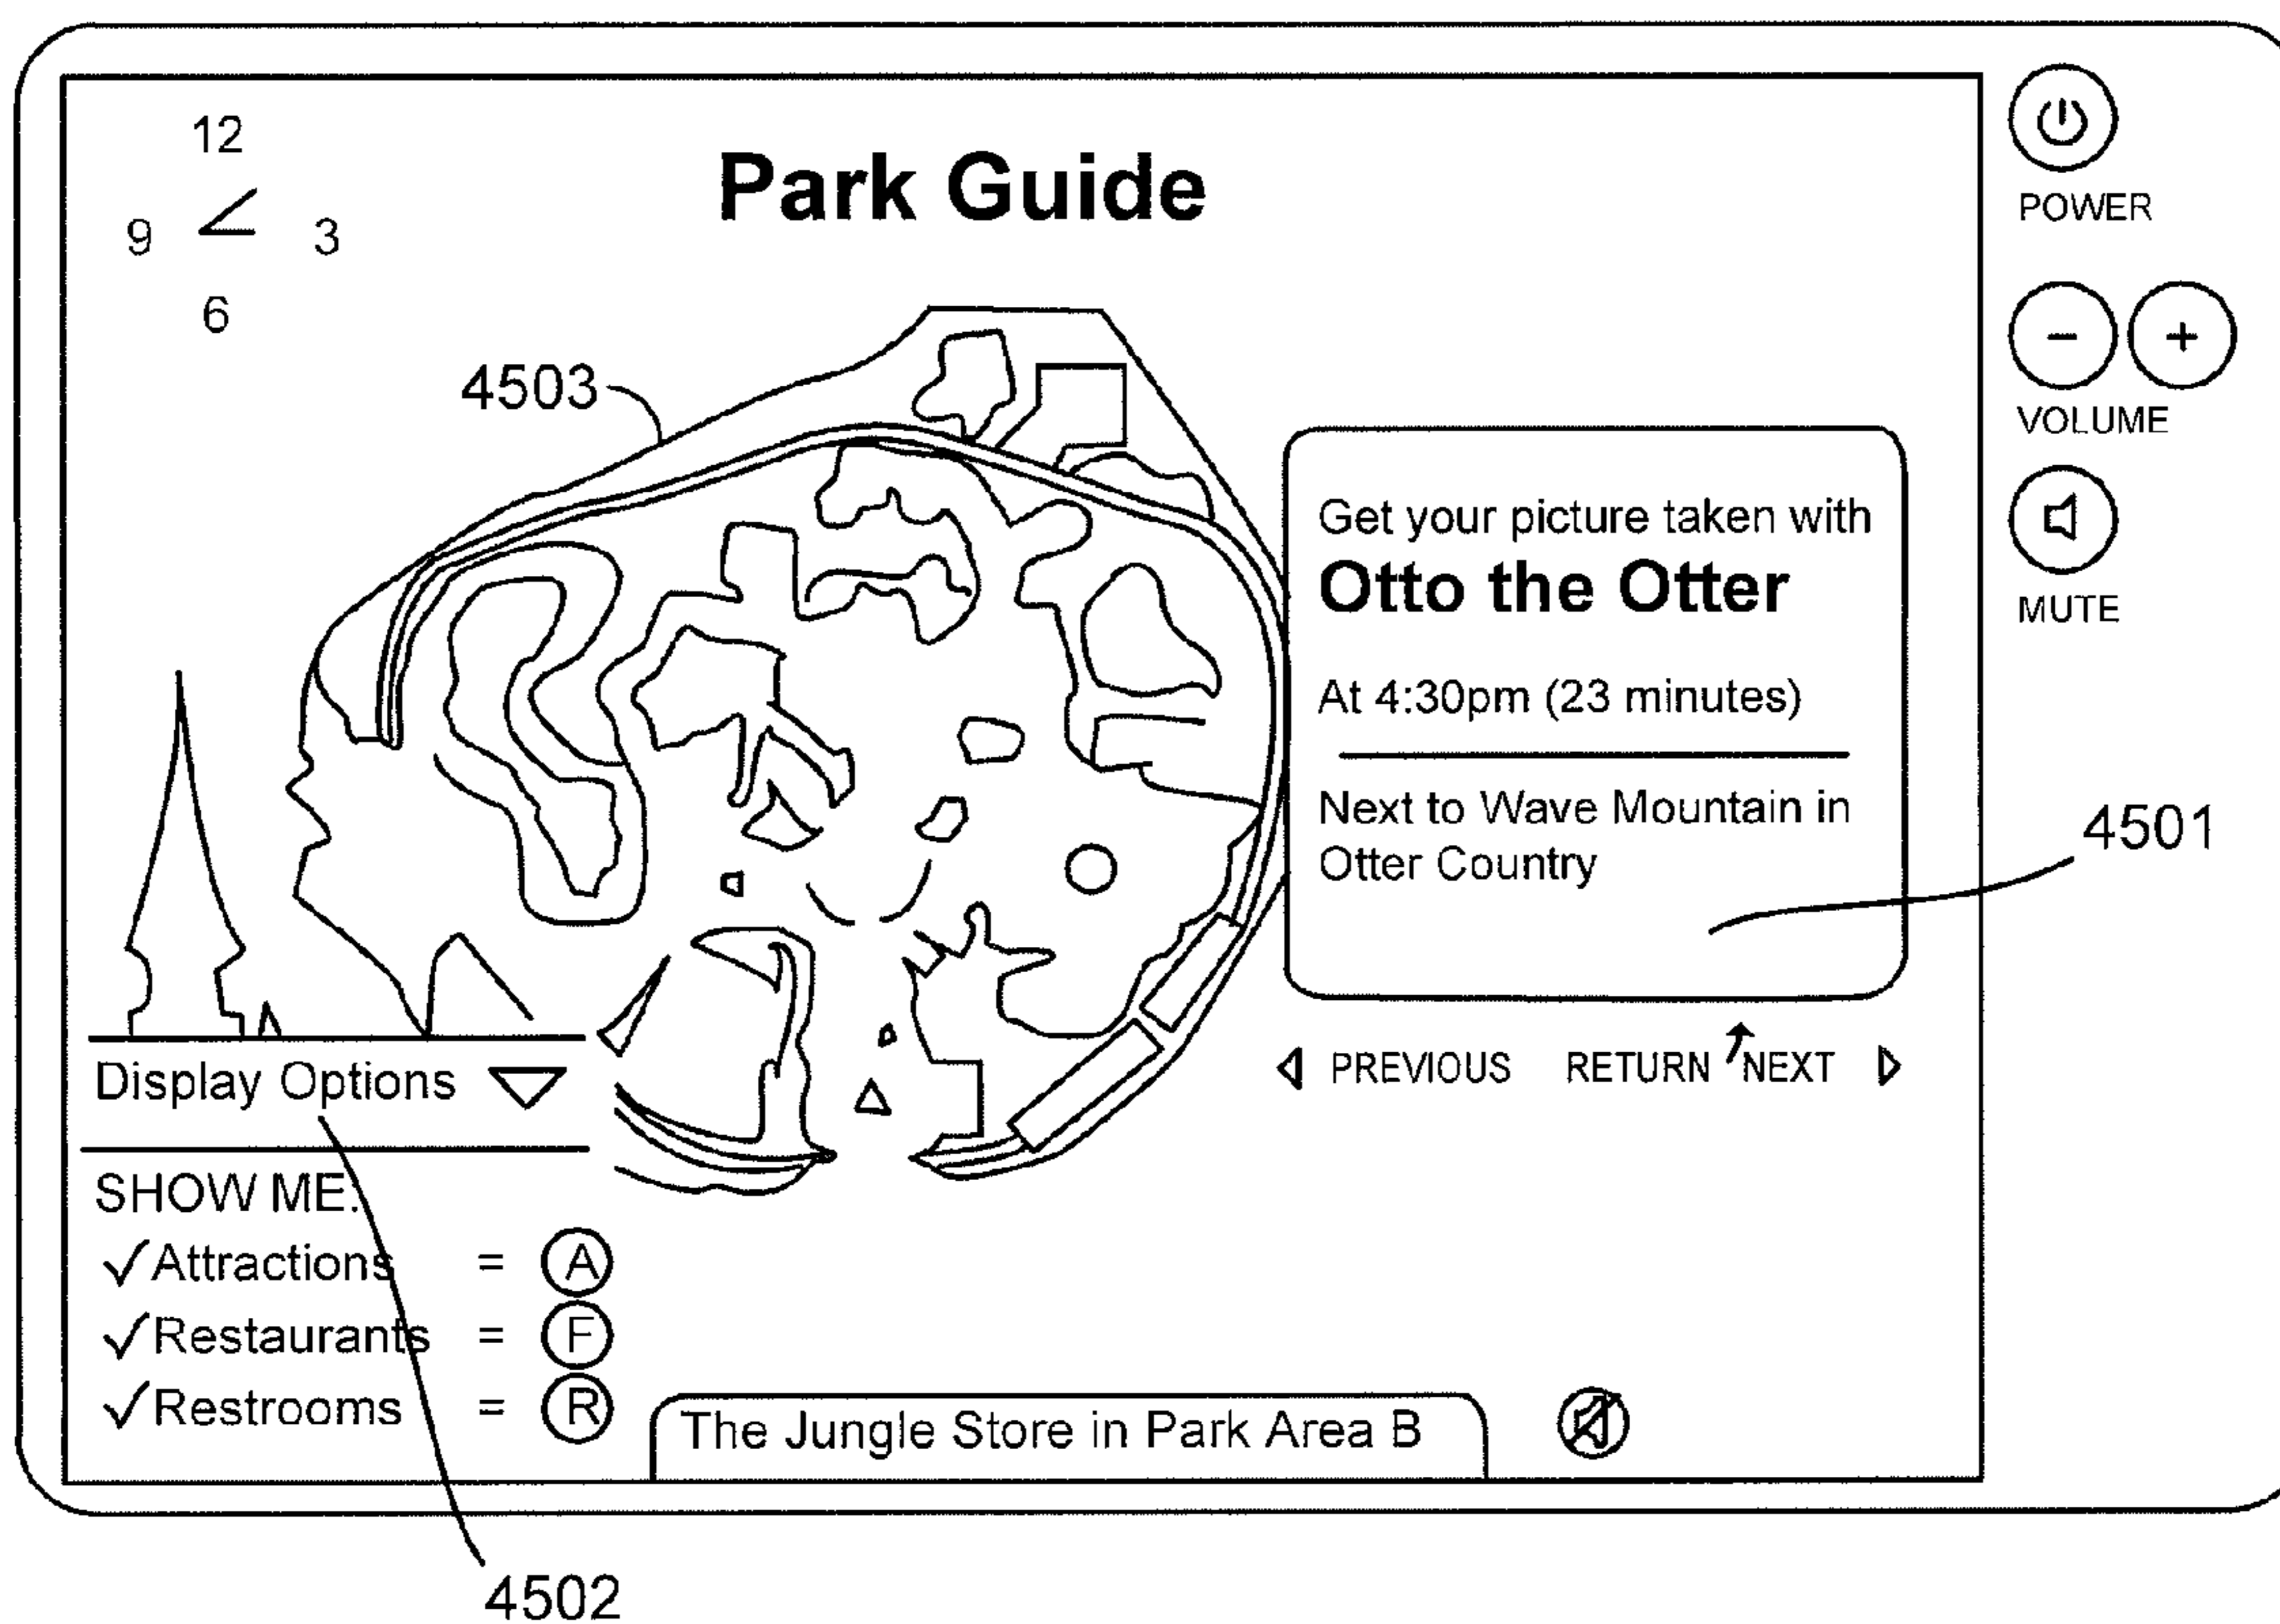 12
9 3
6
Park Guide
POWER
- +
VOLUME
MUTE
4503
Get your picture taken with
Otto the Otter
At 4:30pm (23 minutes)
Next to Wave Mountain in
Otter Country
4501
PREVIOUS RETURN NEXT
Display Options
SHOW ME:
✓Attractions = A
✓Restaurants = F
✓Restrooms = R
The Jungle Store in Park Area B
4502